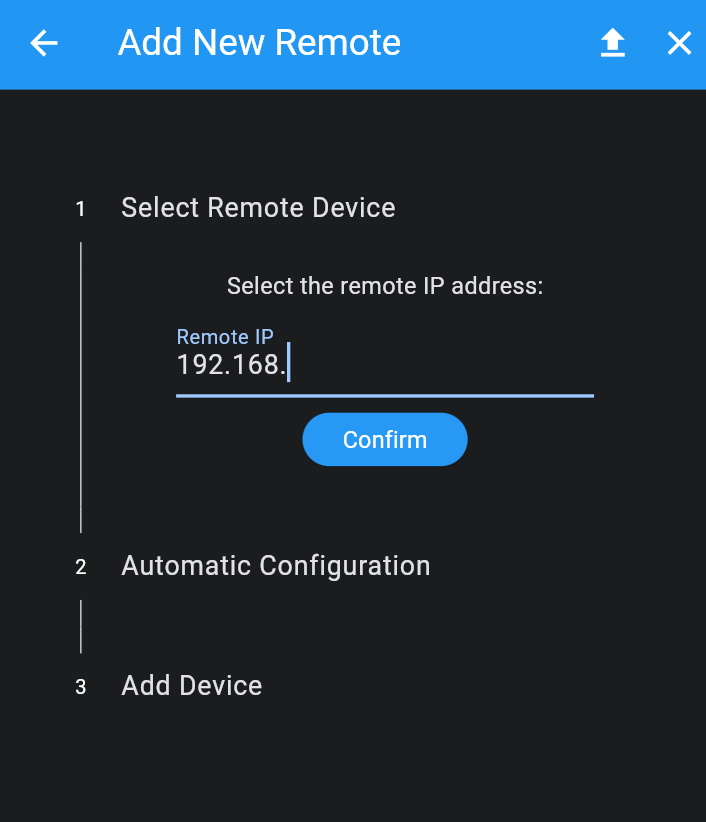 Add New Remote
1 Select Remote Device
Select the remote IP address:
Remote IP
192.168.
Confirm
2 Automatic Configuration
3 Add Device